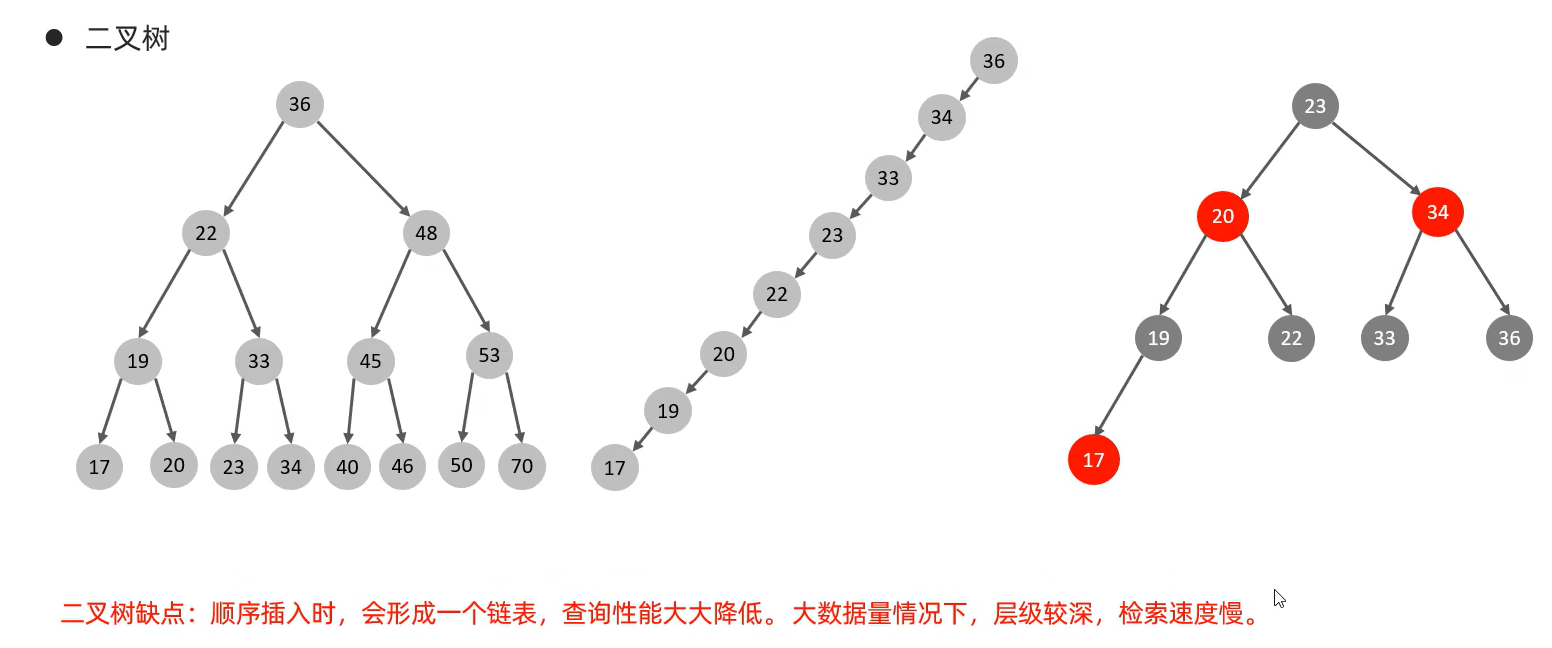 二叉树
36
22 48
19 33 45 53
17 20 23 34 40 46 50 70
36
34
33
23
22
20
19
17
23
20 34
19 22 33 36
17
二叉树缺点：顺序插入时，会形成一个链表，查询性能大大降低。大数据量情况下，层级较深，检索速度慢。